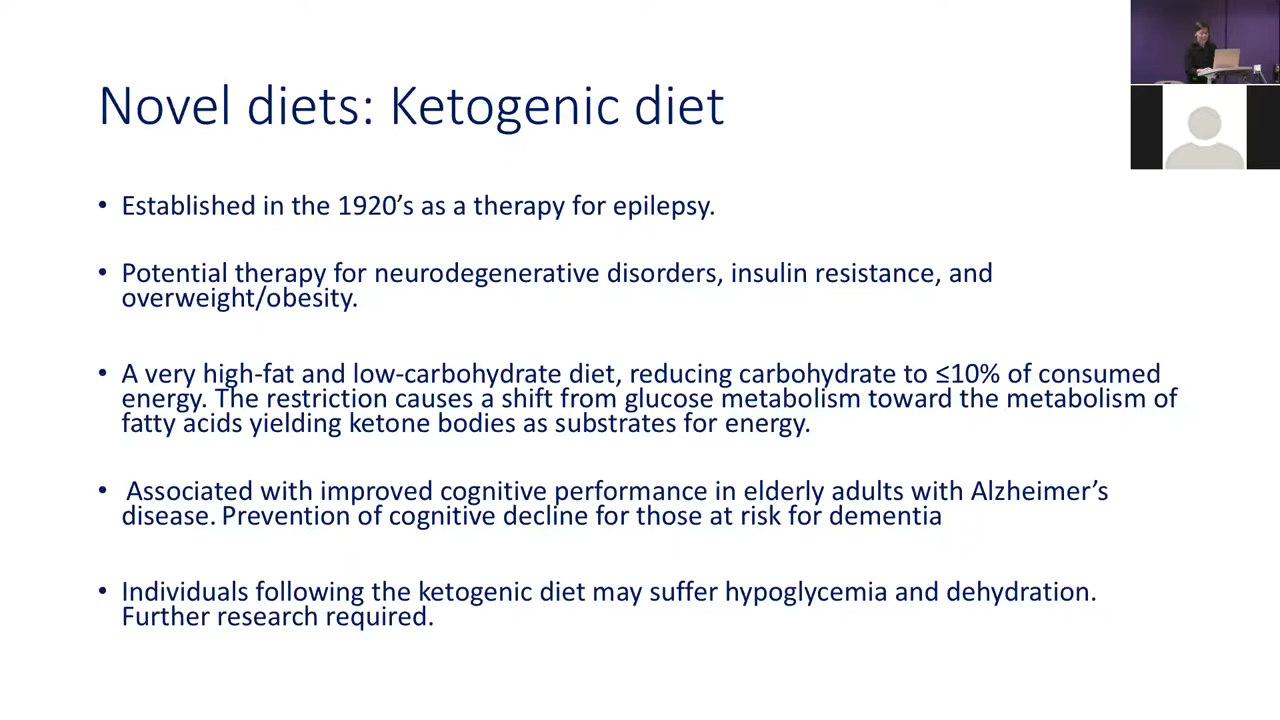 Novel diets: Ketogenic diet
• Established in the 1920’s as a therapy for epilepsy.
• Potential therapy for neurodegenerative disorders, insulin resistance, and
overweight/obesity.
• A very high-fat and low-carbohydrate diet, reducing carbohydrate to ≤10% of consumed
energy. The restriction causes a shift from glucose metabolism toward the metabolism of
fatty acids yielding ketone bodies as substrates for energy.
• Associated with improved cognitive performance in elderly adults with Alzheimer’s
disease. Prevention of cognitive decline for those at risk for dementia
• Individuals following the ketogenic diet may suffer hypoglycemia and dehydration.
Further research required.